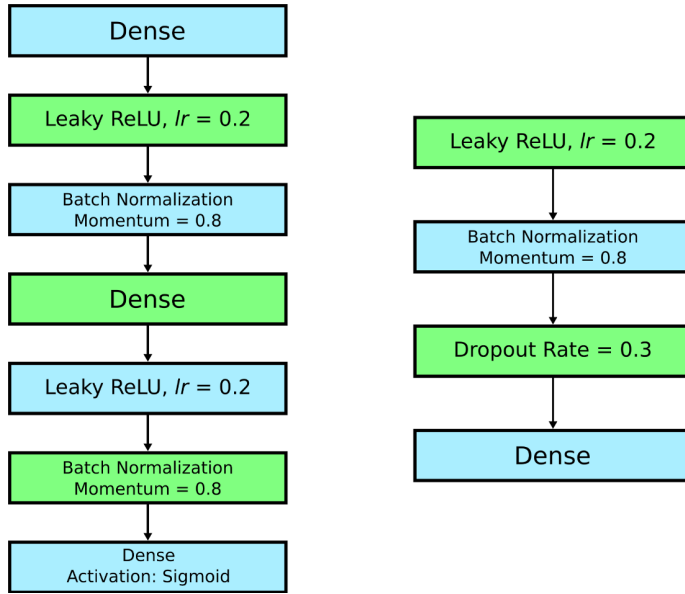 Dense
Leaky ReLU, lr = 0.2
Batch Normalization
Momentum = 0.8
Dense
Leaky ReLU, lr = 0.2
Batch Normalization
Momentum = 0.8
Dense
Activation: Sigmoid
Leaky ReLU, lr = 0.2
Batch Normalization
Momentum = 0.8
Dropout Rate = 0.3
Dense